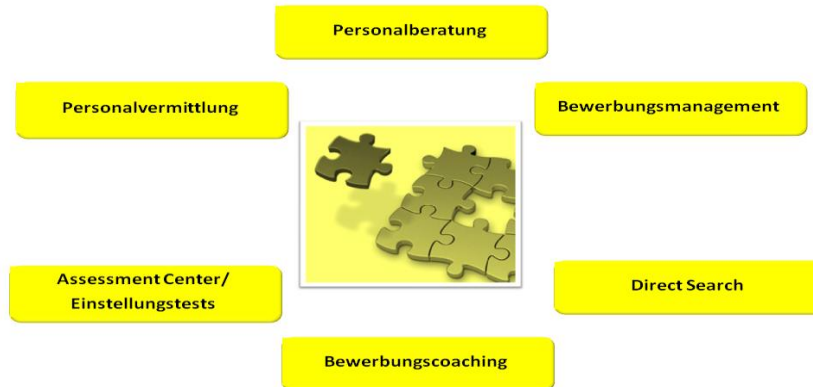 Personalberatung
Personalvermittlung
Bewerbungsmanagement
Assessment Center/
Einstellungstests
Direct Search
Bewerbungscoaching